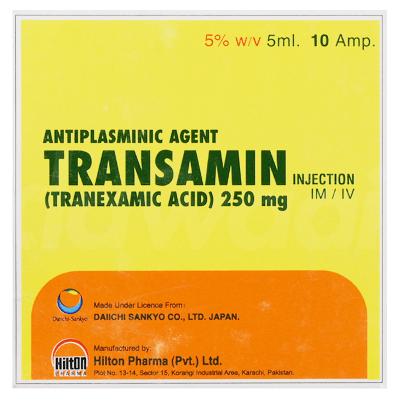 5% w/v 5ml. 10 Amp.
ANTIPLASMINIC AGENT
TRANSAMIN INJECTION
(TRANEXAMIC ACID) 250 mg IM / IV
Made Under Licence From:
Daiichi-Sankyo DAIICHI SANKYO CO., LTD. JAPAN.
Manufactured by:
HILTON Hilton Pharma (Pvt.) Ltd.
PHARMA Plot No. 13-14, Sector 15, Korangi Industrial Area, Karachi, Pakistan.